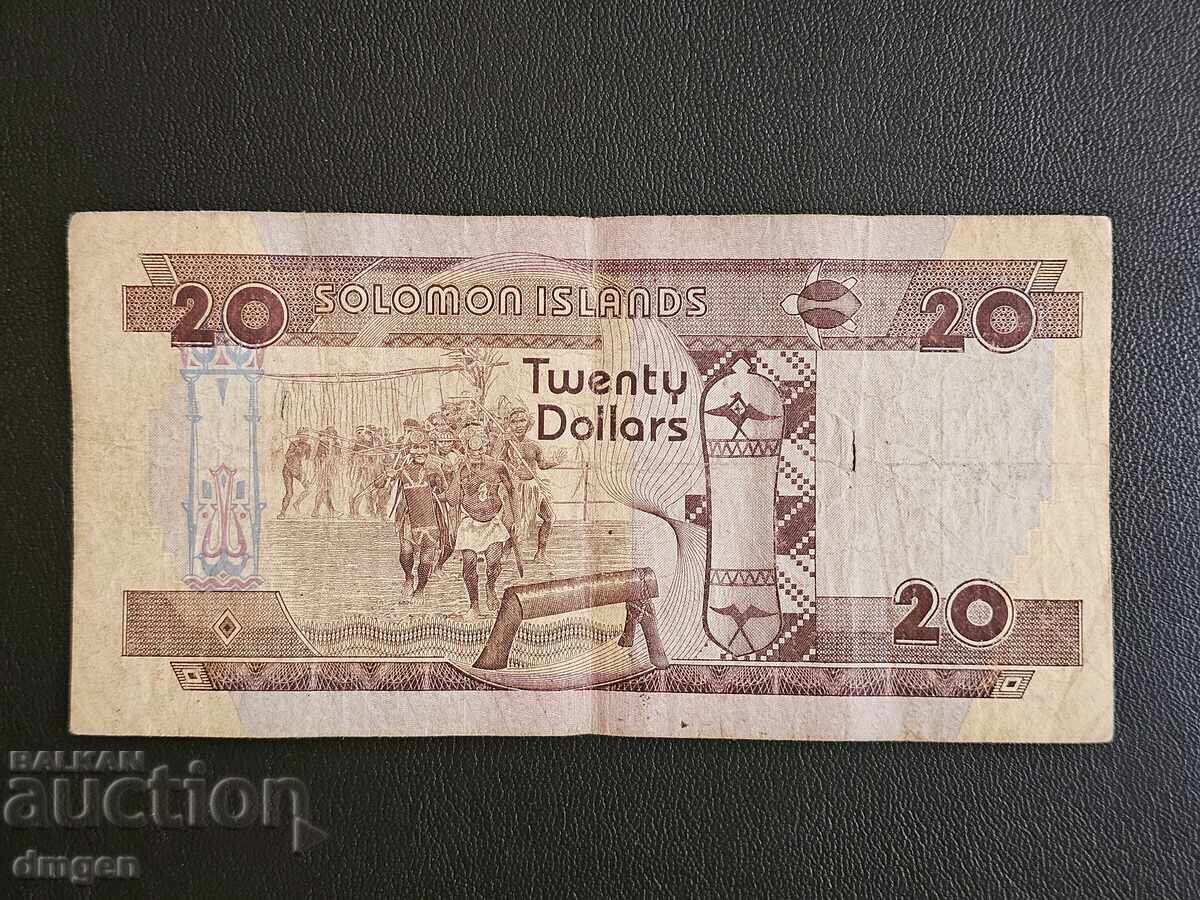 20 SOLOMON ISLANDS 20
Twenty
Dollars
20
BALKAN
auction
dmgen